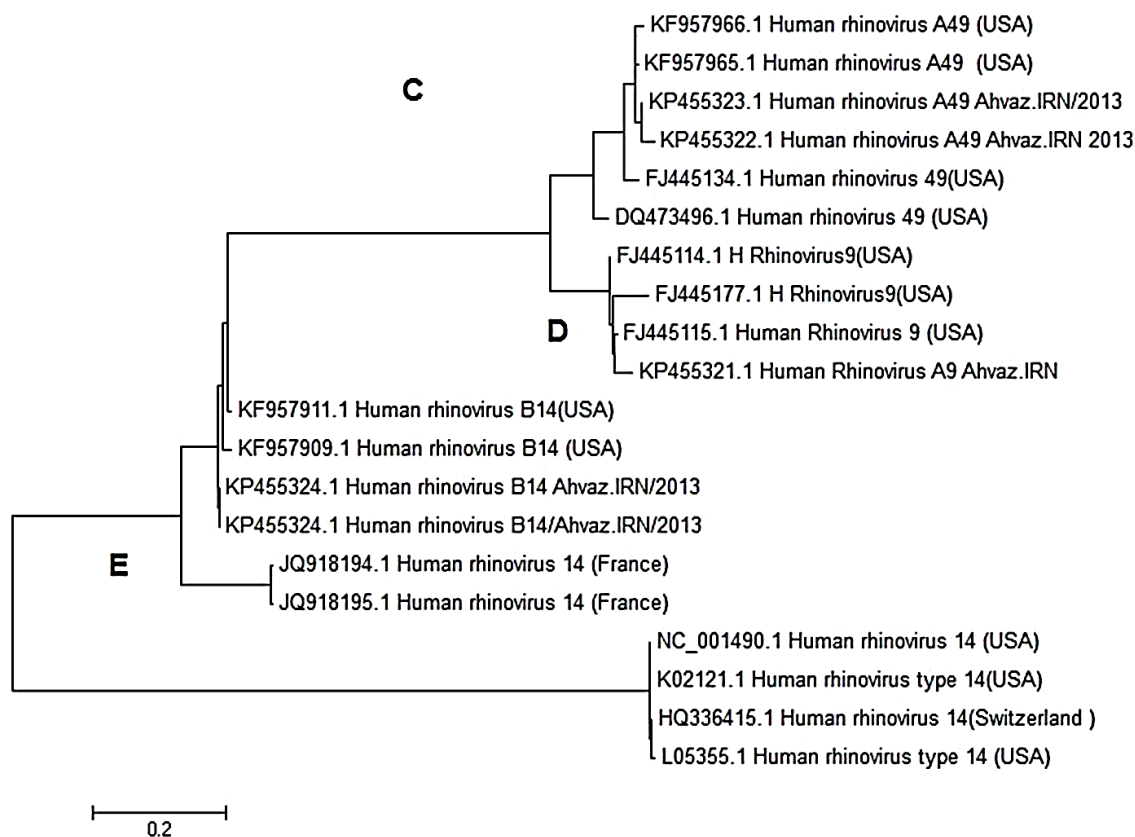 KF957966.1 Human rhinovirus A49 (USA)
C
KF957965.1 Human rhinovirus A49 (USA)
KP455323.1 Human rhinovirus A49 Ahvaz.IRN/2013
KP455322.1 Human rhinovirus A49 Ahvaz.IRN 2013
FJ445134.1 Human rhinovirus 49(USA)
DQ473496.1 Human rhinovirus 49 (USA)
FJ445114.1 H Rhinovirus9(USA)
FJ445177.1 H Rhinovirus9(USA)
D
FJ445115.1 Human Rhinovirus 9 (USA)
KP455321.1 Human Rhinovirus A9 Ahvaz.IRN
KF957911.1 Human rhinovirus B14(USA)
KF957909.1 Human rhinovirus B14 (USA)
KP455324.1 Human rhinovirus B14 Ahvaz.IRN/2013
KP455324.1 Human rhinovirus B14/Ahvaz.IRN/2013
E
JQ918194.1 Human rhinovirus 14 (France)
JQ918195.1 Human rhinovirus 14 (France)
NC_001490.1 Human rhinovirus 14 (USA)
K02121.1 Human rhinovirus type 14(USA)
HQ336415.1 Human rhinovirus 14(Switzerland )
L05355.1 Human rhinovirus type 14 (USA)
0.2